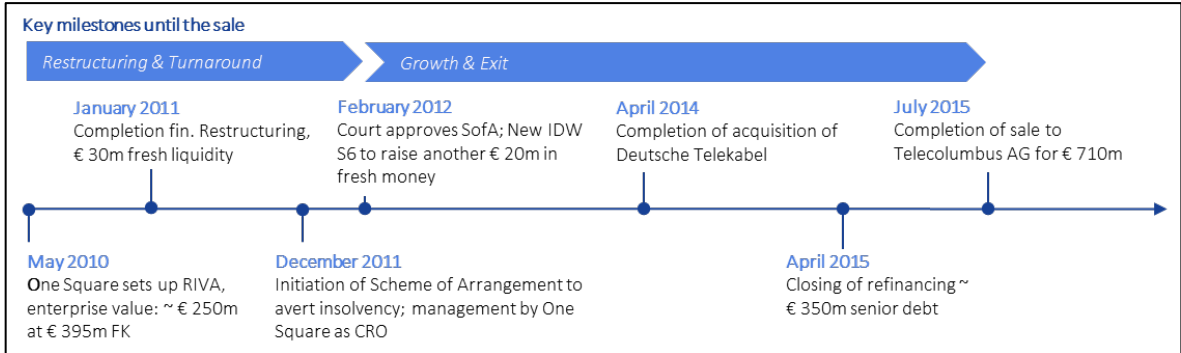 Key milestones until the sale
Restructuring & Turnaround
Growth & Exit
January 2011
Completion fin. Restructuring,
€ 30m fresh liquidity
February 2012
Court approves SofA; New IDW
S6 to raise another € 20m in
fresh money
April 2014
Completion of acquisition of
Deutsche Telekabel
July 2015
Completion of sale to
Telecolumbus AG for € 710m
May 2010
One Square sets up RIVA,
enterprise value: ~ € 250m
at € 395m FK
December 2011
Initiation of Scheme of Arrangement to
avert insolvency; management by One
Square as CRO
April 2015
Closing of refinancing ~
€ 350m senior debt